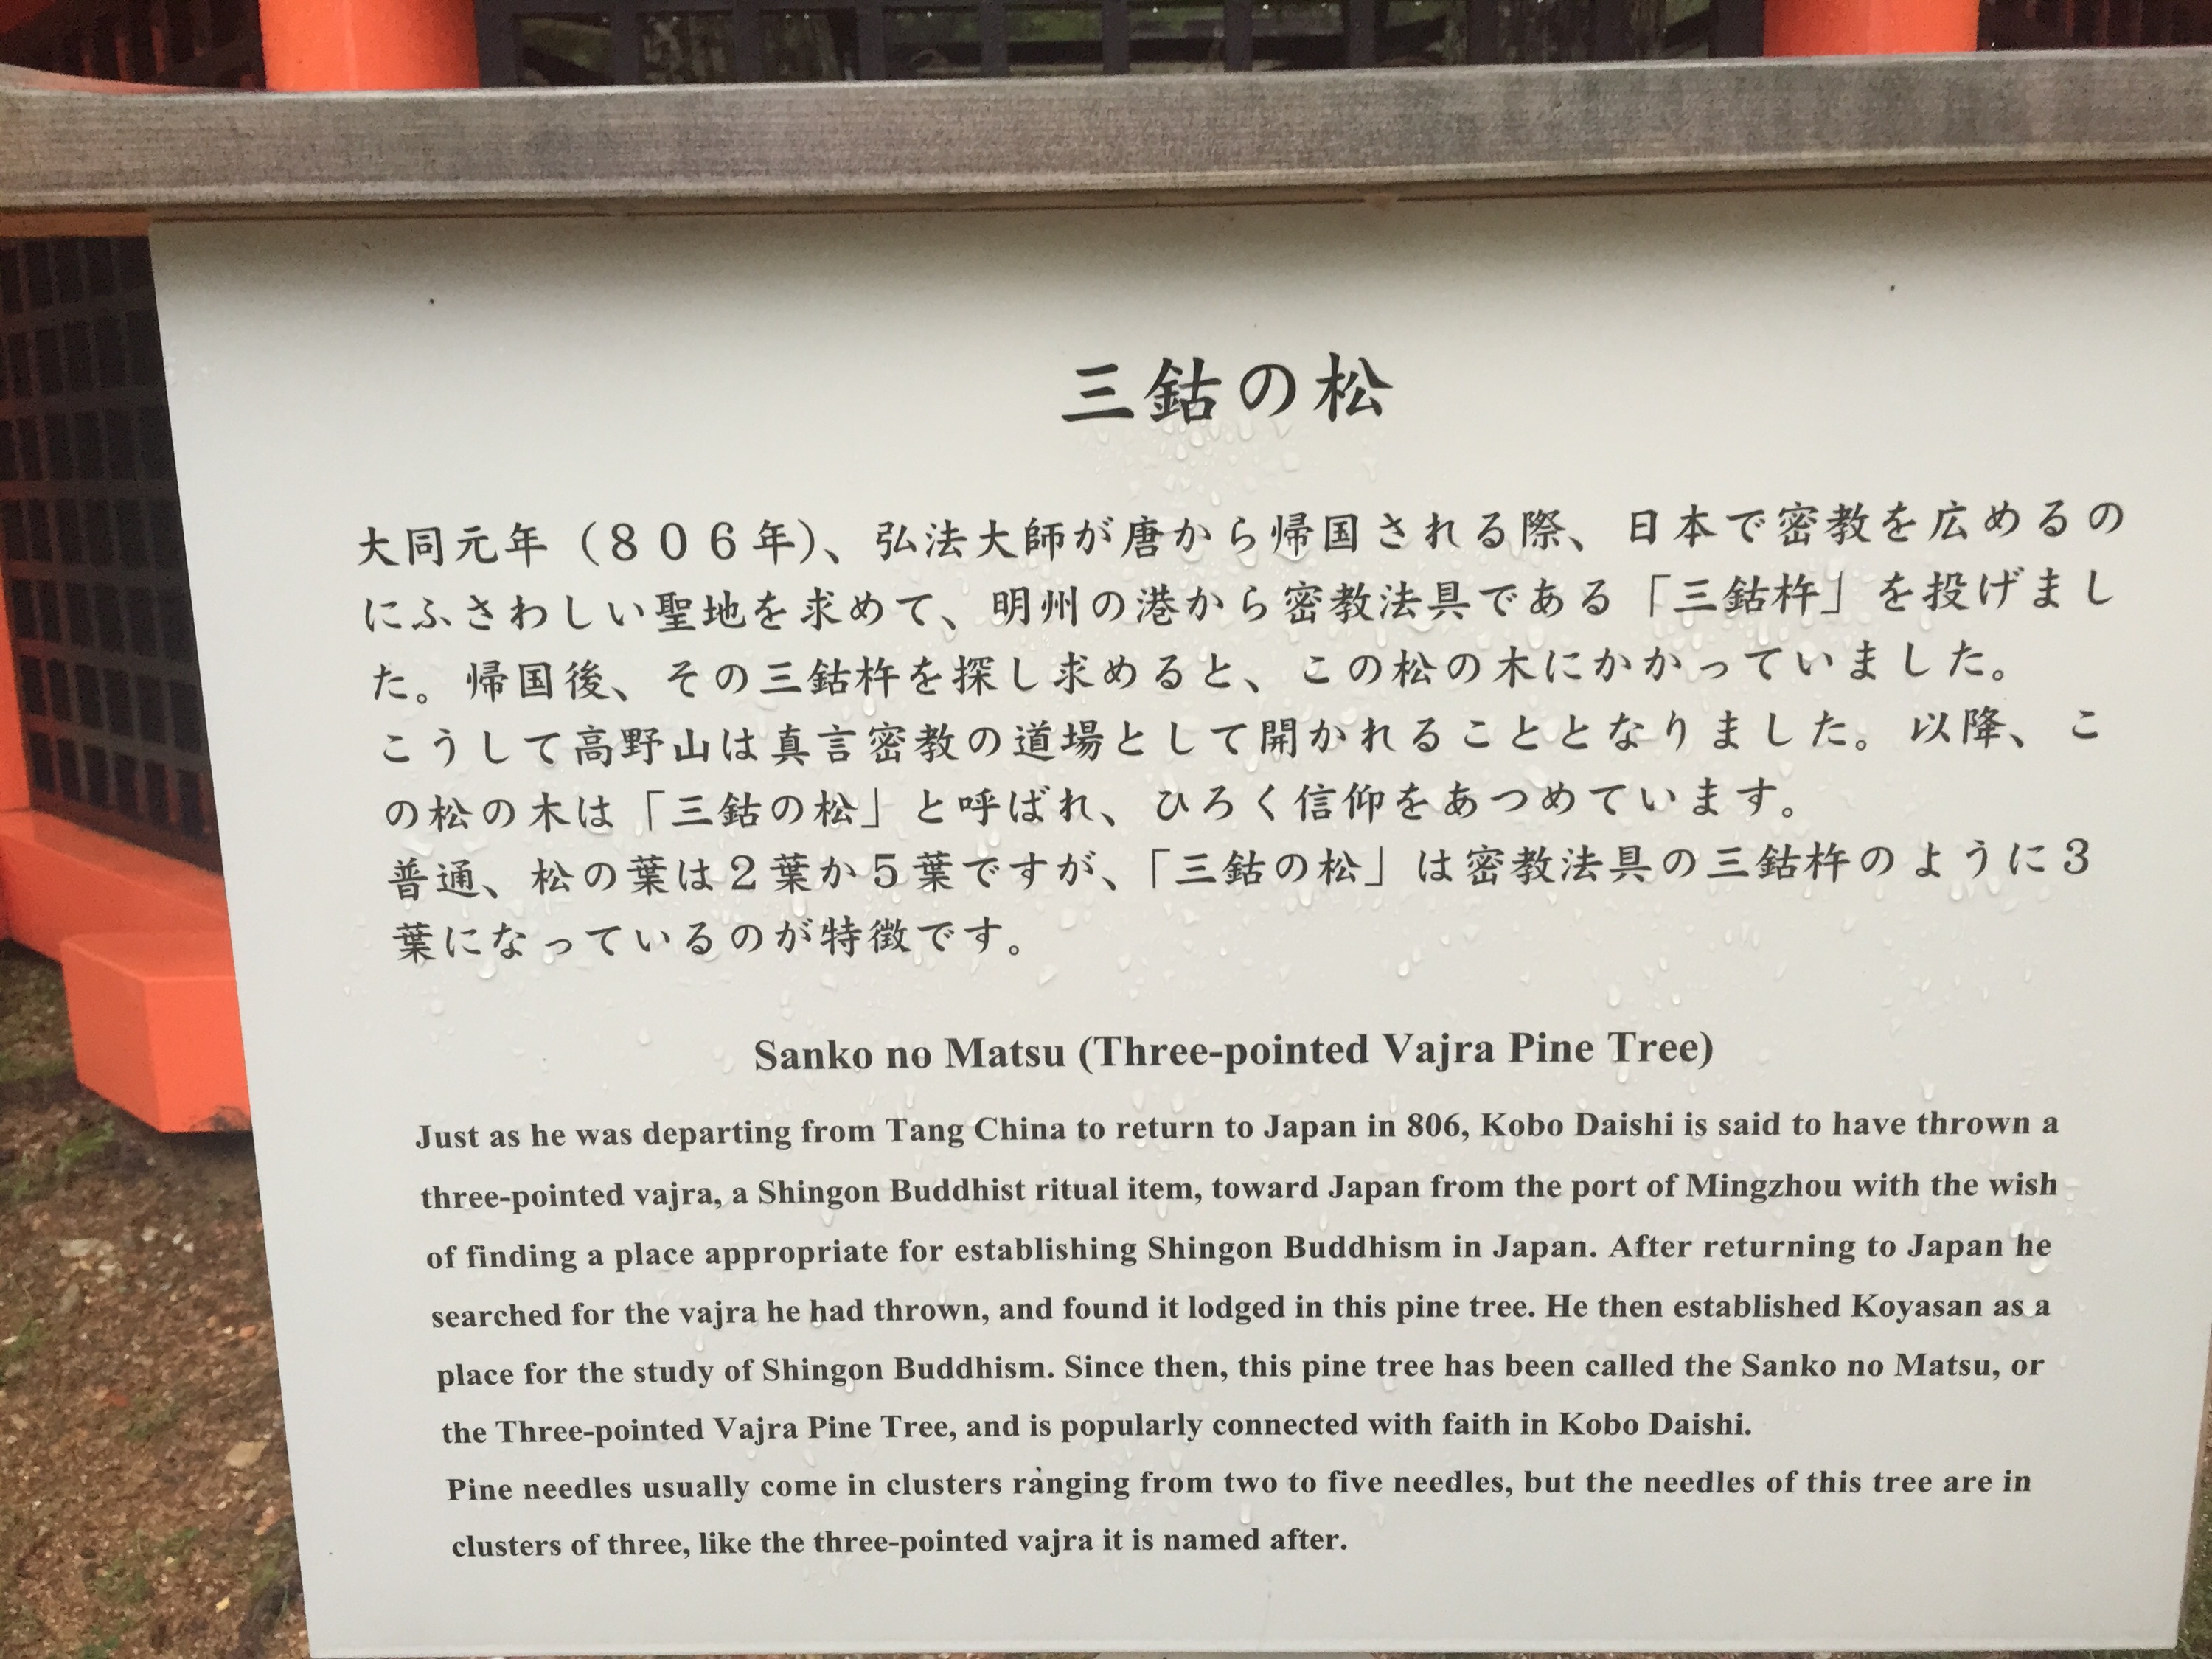 三鈷の松
大同元年（８０６年）、弘法大師が唐から帰国される際、日本で密教を広めるの
にふさわしい聖地を求めて、明州の港から密教法具である「三鈷杵」を投げまし
た。帰国後、その三鈷杵を探し求めると、この松の木にかかっていました。
こうして高野山は真言密教の道場として開かれることとなりました。以降、こ
の松の木は「三鈷の松」と呼ばれ、ひろく信仰をあつめています。
普通、松の葉は２葉か５葉ですが、「三鈷の松」は密教法具の三鈷杵のように３
葉になっているのが特徴です。
Sanko no Matsu (Three-pointed Vajra Pine Tree)
Just as he was departing from Tang China to return to Japan in 806, Kobo Daishi is said to have thrown a
three-pointed vajra, a Shingon Buddhist ritual item, toward Japan from the port of Mingzhou with the wish
of finding a place appropriate for establishing Shingon Buddhism in Japan. After returning to Japan he
searched for the vajra he had thrown, and found it lodged in this pine tree. He then established Koyasan as a
place for the study of Shingon Buddhism. Since then, this pine tree has been called the Sanko no Matsu, or
the Three-pointed Vajra Pine Tree, and is popularly connected with faith in Kobo Daishi.
Pine needles usually come in clusters ranging from two to five needles, but the needles of this tree are in
clusters of three, like the three-pointed vajra it is named after.